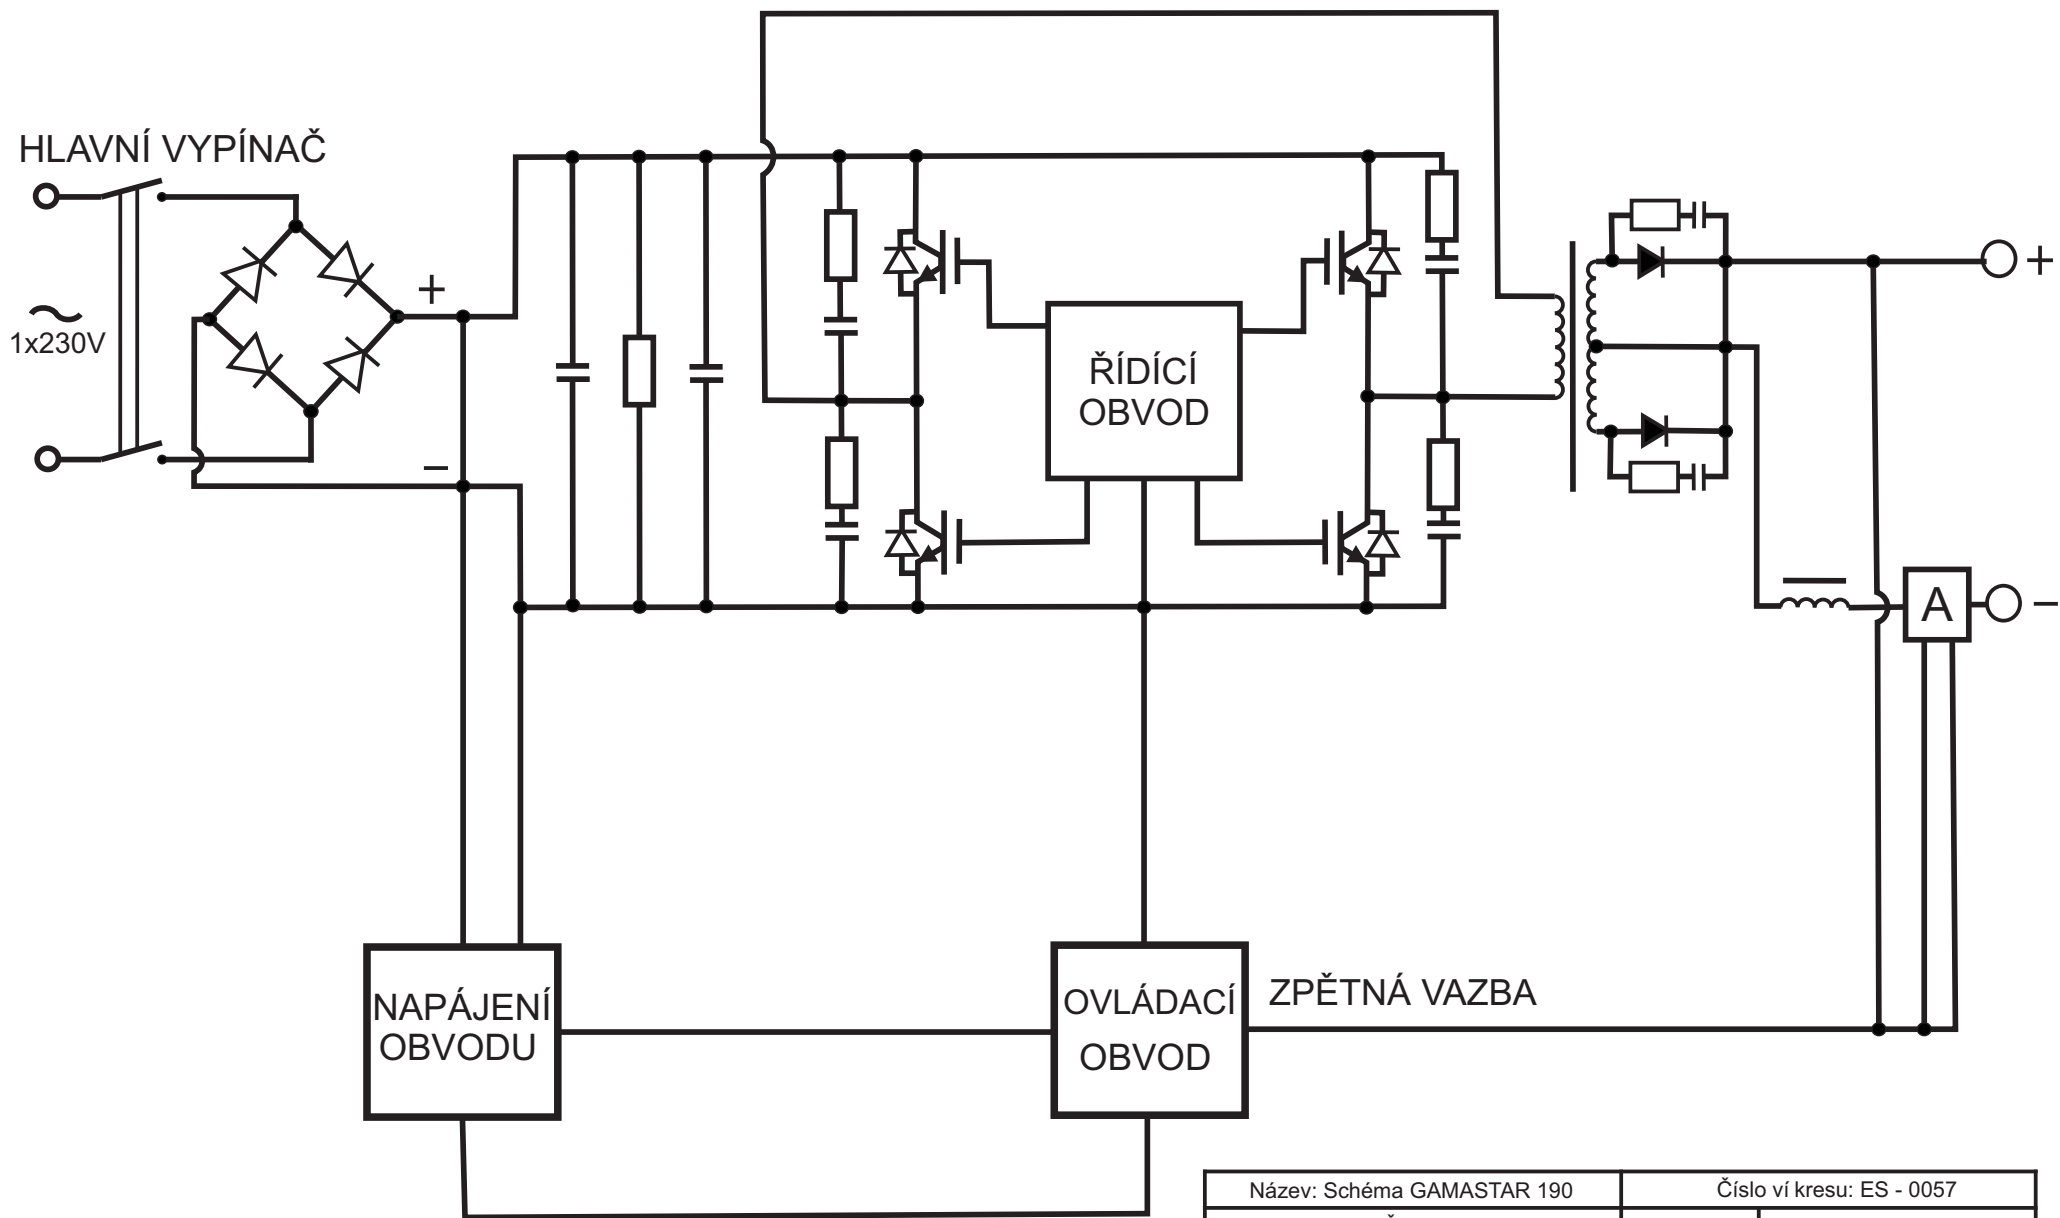 HLAVNÍ VYPÍNAČ
+
1x230V
−
ŘÍDÍCÍ
OBVOD
+
A
−
NAPÁJENÍ
OBVODU
OVLÁDACÍ
OBVOD
ZPĚTNÁ VAZBA
Název: Schéma GAMASTAR 190
Číslo ví kresu: ES - 0057